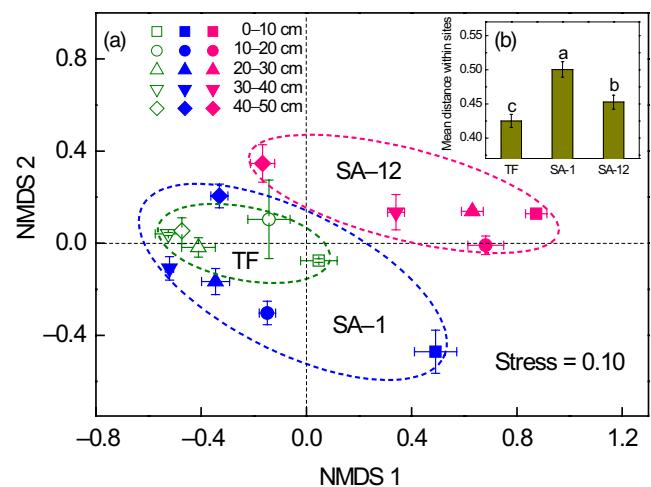 (a)
0–10 cm
10–20 cm
20–30 cm
30–40 cm
40–50 cm
(b)
Mean distance within sites
0.55
0.50
0.45
0.40
c
a
b
TF
SA-1
SA-12
NMDS 2
0.8
0.4
0.0
–0.4
SA–12
TF
SA–1
Stress = 0.10
–0.8
–0.4
0.0
0.4
0.8
1.2
NMDS 1